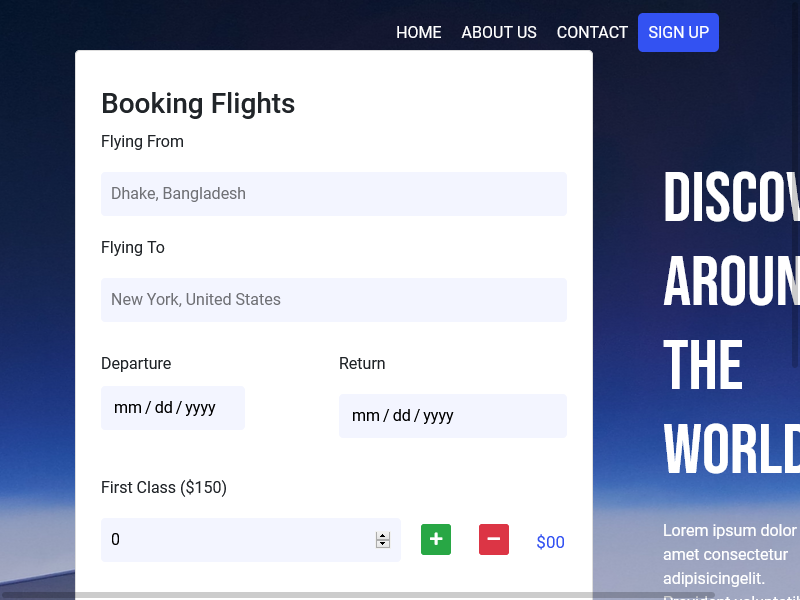 HOME ABOUT US CONTACT SIGN UP
Booking Flights
Flying From
Dhake, Bangladesh
Flying To
New York, United States
Departure
Return
mm / dd / yyyy
mm / dd / yyyy
First Class ($150)
0
+
−
$00
AROUN
THE
WORLD
Lorem ipsum dolor
amet consectetur
adipisicingelit.